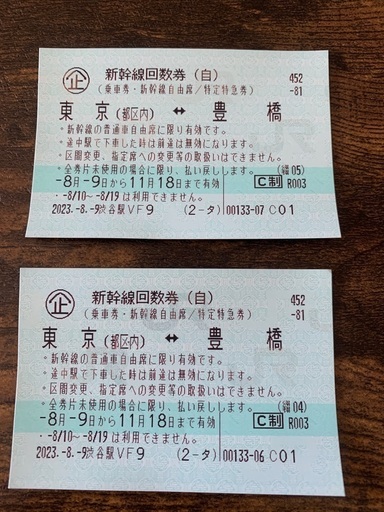 企 新幹線回数券(自) 452
(乗車券・新幹線自由席/特定特急券) -81
東京(都区内) ↔ 豊橋
・新幹線の普通車自由席に限り有効です。
・途中駅で下車した時は前途は無効になります。
・区間変更、指定席への変更等の取扱いはできません。
・全券片未使用の場合に限り、払い戻しします。
-8月-9日から11月18日まで有効 C制 R003
・-8/10~-8/19は利用できません。
2023.-8.-9渋谷駅VF9 (2-タ) 00133-07 C01
企 新幹線回数券(自) 452
(乗車券・新幹線自由席/特定特急券) -81
東京(都区内) ↔ 豊橋
・新幹線の普通車自由席に限り有効です。
・途中駅で下車した時は前途は無効になります。
・区間変更、指定席への変更等の取扱いはできません。
・全券片未使用の場合に限り、払い戻しします。
-8月-9日から11月18日まで有効 C制 R003
・-8/10~-8/19は利用できません。
2023.-8.-9渋谷駅VF9 (2-タ) 00133-06 C01